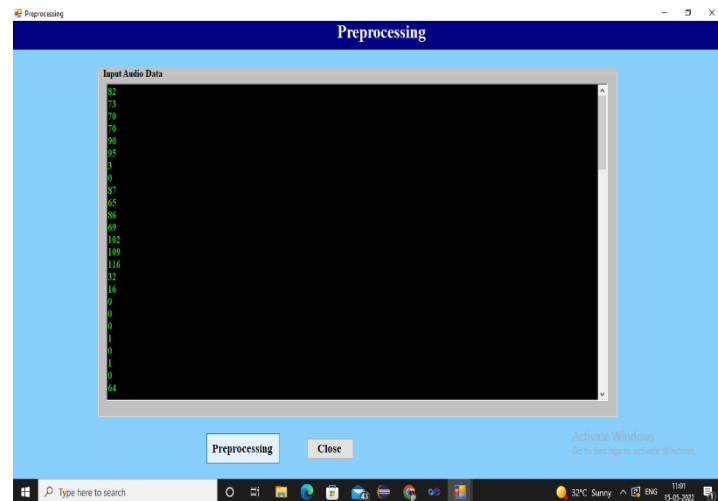 Preprocessing
Preprocessing
Input Audio Data
82
73
70
70
90
95
3
0
87
65
86
69
102
109
116
32
16
0
0
0
1
0
1
0
64
Preprocessing
Close
Activate Windows
Go to Settings to activate Windows.
Type here to search
32°C Sunny
ENG
11:01
15-05-2022